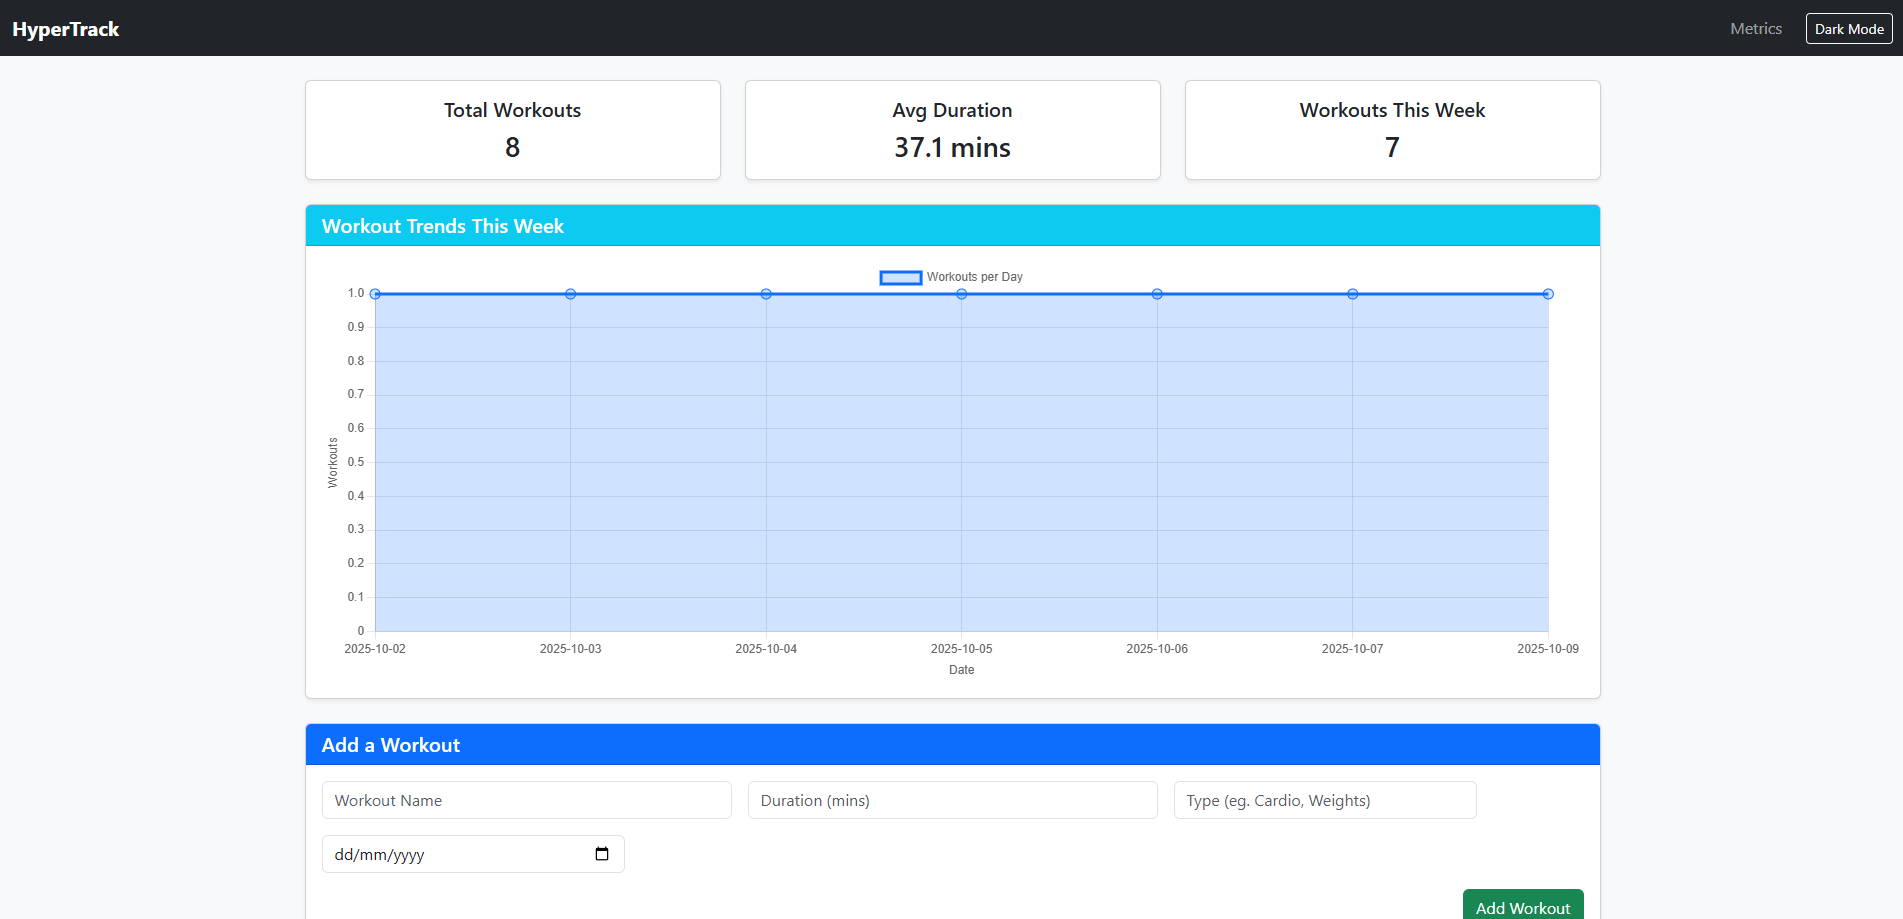 HyperTrack
Metrics
Dark Mode
Total Workouts
8
Avg Duration
37.1 mins
Workouts This Week
7
Workout Trends This Week
Workouts per Day
1.0
0.9
0.8
0.7
0.6
0.5
0.4
0.3
0.2
0.1
0
Workouts
2025-10-02 2025-10-03 2025-10-04 2025-10-05 2025-10-06 2025-10-07 2025-10-09
Date
Add a Workout
Workout Name
Duration (mins)
Type (eg. Cardio, Weights)
dd/mm/yyyy
Add Workout